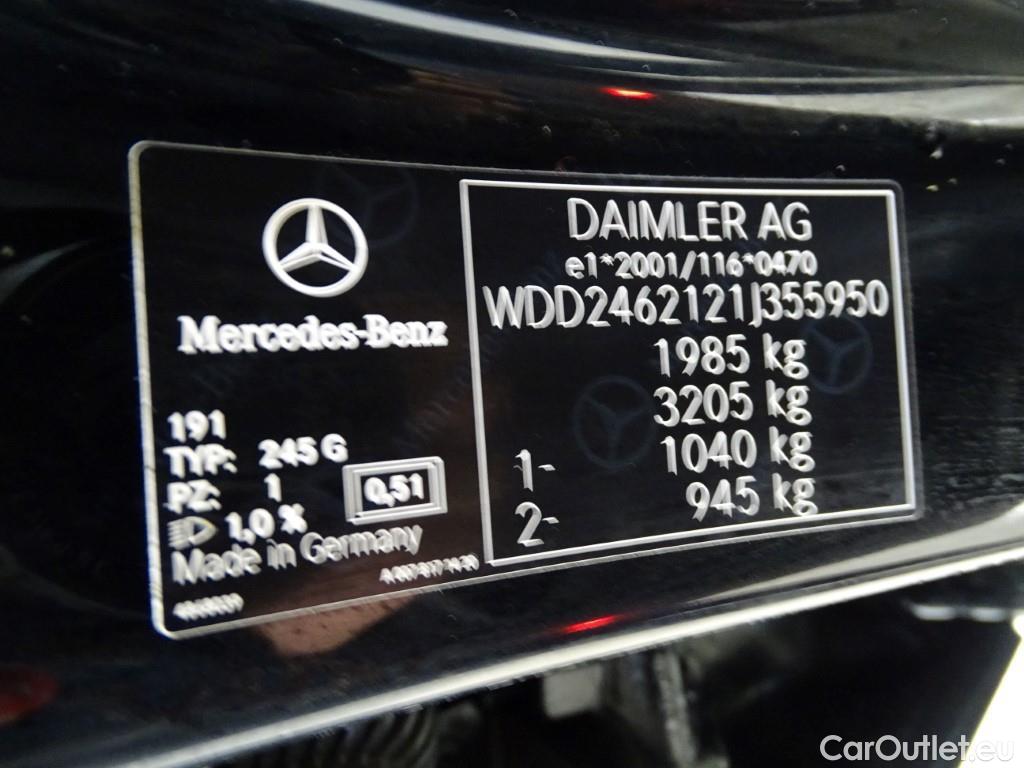 Mercedes-Benz
191
TYP: 245 G
PZ: 1
0,51
1,0 %
Made in Germany
DAIMLER AG
e1*2001/116*0470
WDD2462121J355950
1985 kg
3205 kg
1- 1040 kg
2- 945 kg
CarOutlet.eu